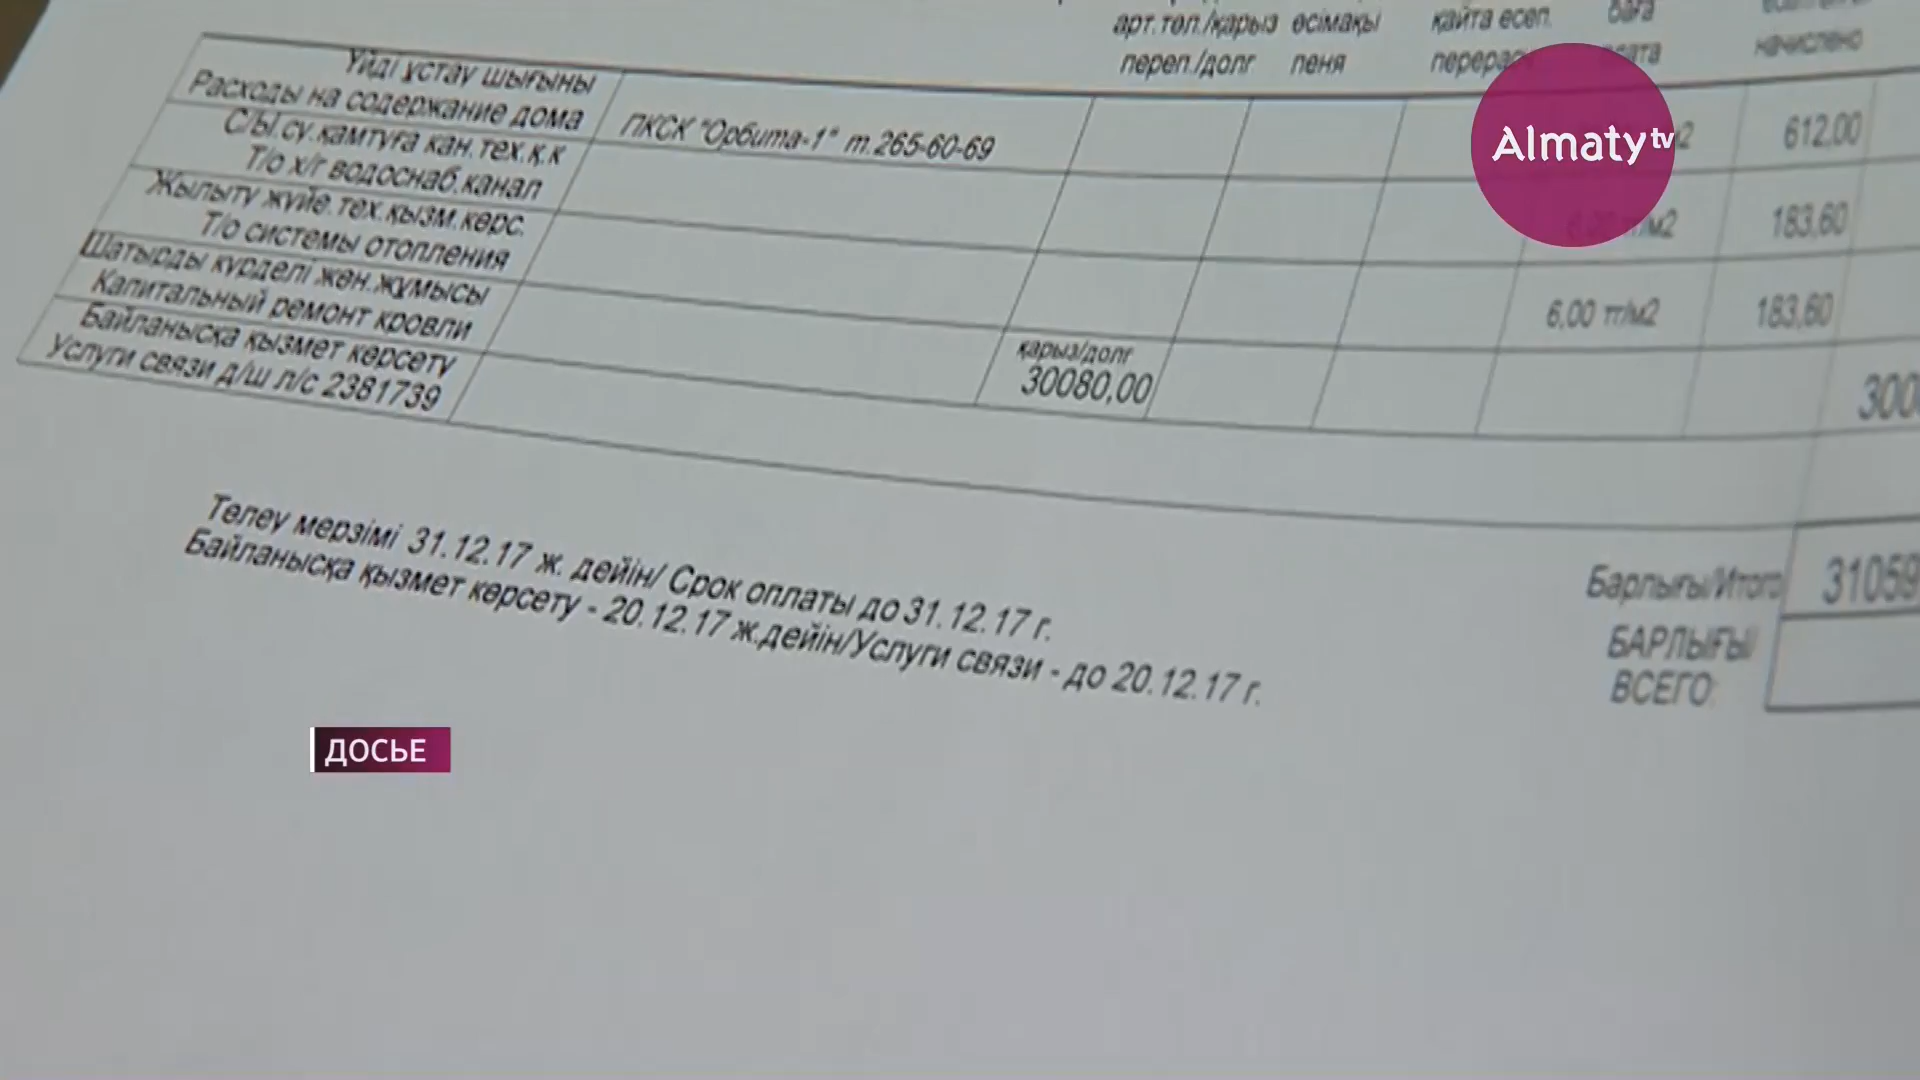 арт.төл./қарыз өсімақы қайта есеп. баға
переп./долг пеня начислено
Үйді ұстау шығыны
Расходы на содержание дома ПКСК "Орбита-1" т.265-60-69 612,00
С/Ы.су.қамтуға кан.тех.қ.к
Т/о х/г водоснаб.канал 183,60
Жылыту жүйе.тех.қызм.көрс.
Т/о системы отопления 6,00 тг/м2 183,60
Шатырды күрделі жөн.жұмысы
Капитальный ремонт кровли
Байланысқа қызмет көрсету қарыз/долг
Услуги связи д/ш л/с 2381739 30080,00
Төлеу мерзімі 31.12.17 ж. дейін/ Срок оплаты до 31.12.17 г.
Байланысқа қызмет көрсету - 20.12.17 ж.дейін/Услуги связи - до 20.12.17 г.
Барлығы/Итого 31059
БАРЛЫҒЫ/
ВСЕГО:
Almaty tv
ДОСЬЕ